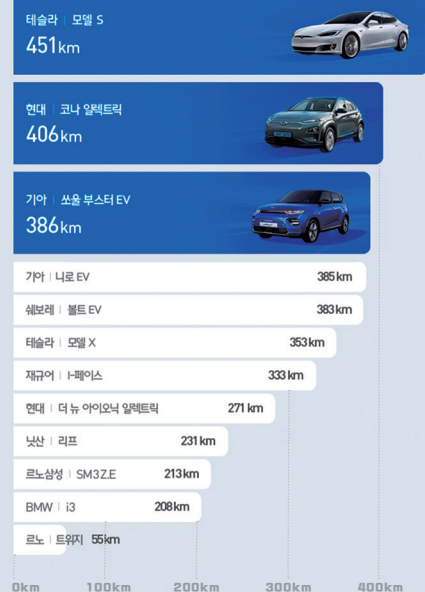 테슬라 | 모델 S
451km
현대 | 코나 일렉트릭
406km
기아 | 쏘울 부스터 EV
386km
기아 | 니로 EV 385km
쉐보레 | 볼트 EV 383km
테슬라 | 모델 X 353km
재규어 | I-페이스 333km
현대 | 더 뉴 아이오닉 일렉트릭 271km
닛산 | 리프 231km
르노삼성 | SM3 Z.E 213km
BMW | i3 208km
르노 | 트위지 55km
0km 100km 200km 300km 400km